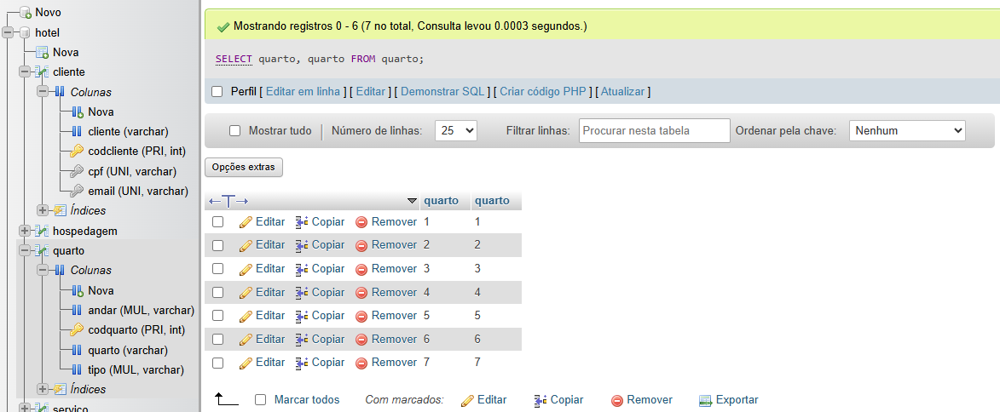 Novo
hotel
Nova
cliente
Colunas
Nova
cliente (varchar)
codcliente (PRI, int)
cpf (UNI, varchar)
email (UNI, varchar)
Índices
hospedagem
quarto
Colunas
Nova
andar (MUL, varchar)
codquarto (PRI, int)
quarto (varchar)
tipo (MUL, varchar)
Índices
servico
Mostrando registros 0 - 6 (7 no total, Consulta levou 0.0003 segundos.)
SELECT quarto, quarto FROM quarto;
Perfil [ Editar em linha ] [ Editar ] [ Demonstrar SQL ] [ Criar código PHP ] [ Atualizar ]
Mostrar tudo Número de linhas: 25 Filtrar linhas: Procurar nesta tabela Ordenar pela chave: Nenhum
Opções extras
quarto quarto
Editar Copiar Remover 1 1
Editar Copiar Remover 2 2
Editar Copiar Remover 3 3
Editar Copiar Remover 4 4
Editar Copiar Remover 5 5
Editar Copiar Remover 6 6
Editar Copiar Remover 7 7
Marcar todos Com marcados: Editar Copiar Remover Exportar